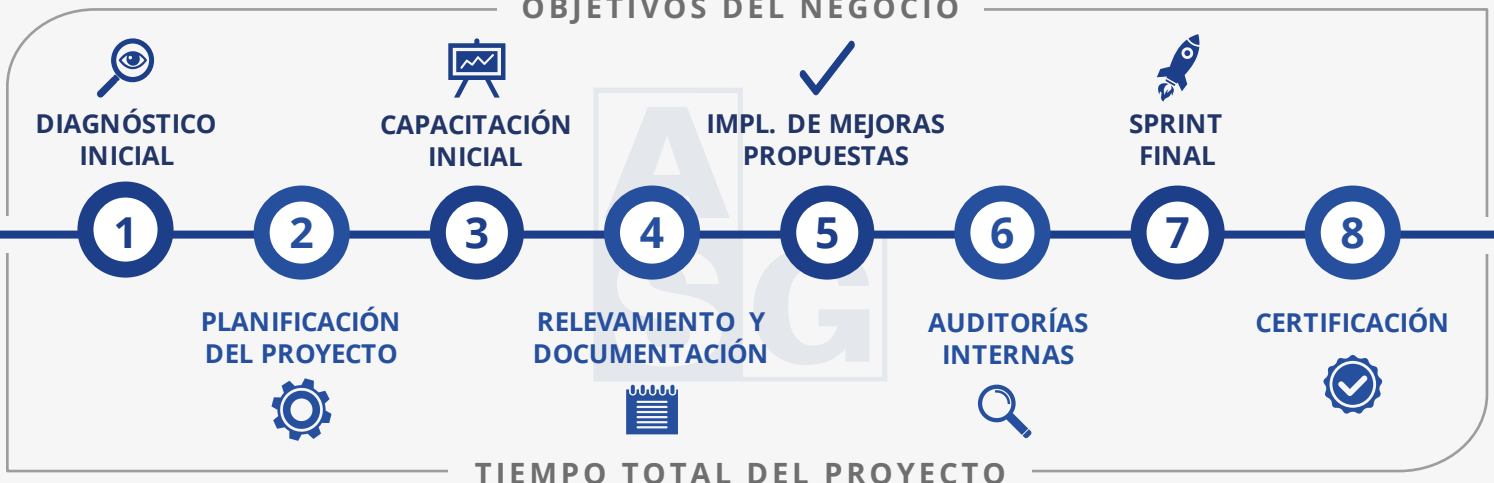 OBJETIVOS DEL NEGOCIO
DIAGNÓSTICO
INICIAL
CAPACITACIÓN
INICIAL
IMPL. DE MEJORAS
PROPUESTAS
SPRINT
FINAL
1
2
3
4
5
6
7
8
PLANIFICACIÓN
DEL PROYECTO
RELEVAMIENTO Y
DOCUMENTACIÓN
AUDITORÍAS
INTERNAS
CERTIFICACIÓN
TIEMPO TOTAL DEL PROYECTO
A
SG